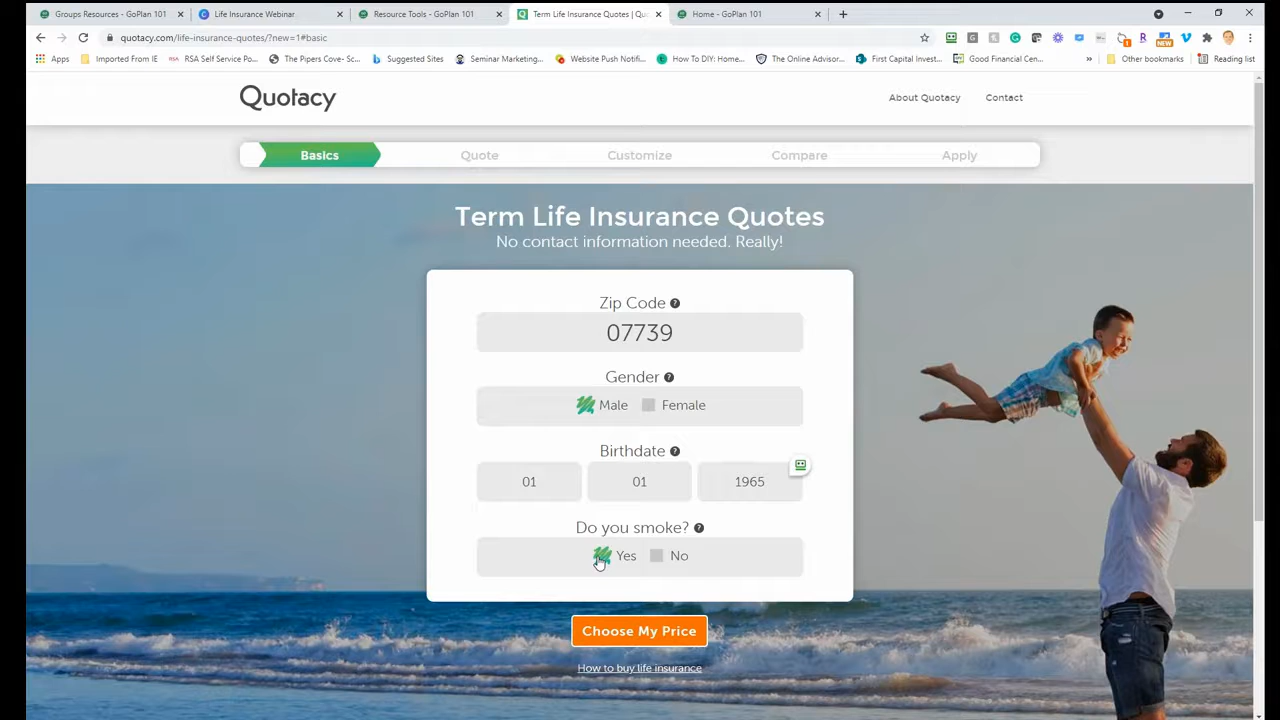 Groups Resources - GoPlan 101
Life Insurance Webinar
Resource Tools - GoPlan 101
Term Life Insurance Quotes | Qu
Home - GoPlan 101
quotacy.com/life-insurance-quotes/?new=1#basic
Apps
Imported From IE
RSA Self Service Po...
The Pipers Cove- Sc...
Suggested Sites
Seminar Marketing...
Website Push Notifi...
How To DIY: Home...
The Online Advisor...
First Capital Invest...
Good Financial Cen...
»
Other bookmarks
Reading list
Quotacy
About Quotacy
Contact
Basics
Quote
Customize
Compare
Apply
Term Life Insurance Quotes
No contact information needed. Really!
Zip Code ?
07739
Gender ?
Male Female
Birthdate ?
01 01 1965
Do you smoke? ?
Yes No
Choose My Price
How to buy life insurance